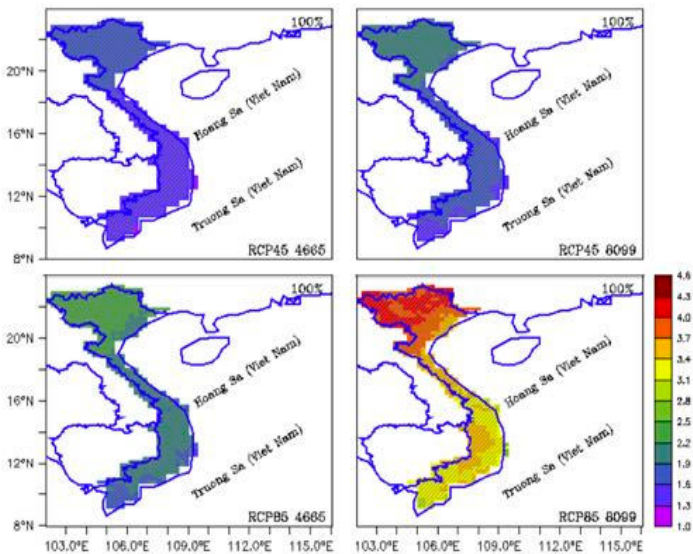 100%
20°N
16°N
12°N
8°N
Hoang Sa (Viet Nam)
Truong Sa (Viet Nam)
RCP45 4665
100%
Hoang Sa (Viet Nam)
Truong Sa (Viet Nam)
RCP45 8099
100%
20°N
16°N
12°N
8°N
Hoang Sa (Viet Nam)
Truong Sa (Viet Nam)
RCP85 4665
103.0°E 106.0°E 109.0°E 115.0°E
100%
Hoang Sa (Viet Nam)
Truong Sa (Viet Nam)
RCP85 8099
103.0°E 106.0°E 109.0°E 115.0°E
4.6
4.3
4.0
3.7
3.4
3.1
2.8
2.5
2.2
1.9
1.6
1.3
1.0